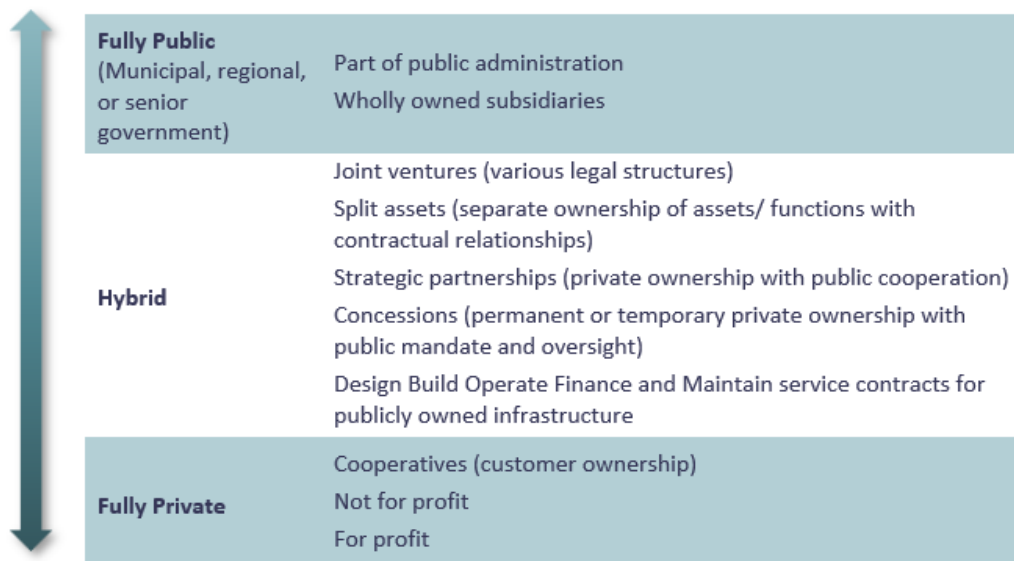 Fully Public
(Municipal, regional,
or senior
government)
Part of public administration
Wholly owned subsidiaries
Hybrid
Joint ventures (various legal structures)
Split assets (separate ownership of assets/ functions with
contractual relationships)
Strategic partnerships (private ownership with public cooperation)
Concessions (permanent or temporary private ownership with
public mandate and oversight)
Design Build Operate Finance and Maintain service contracts for
publicly owned infrastructure
Fully Private
Cooperatives (customer ownership)
Not for profit
For profit